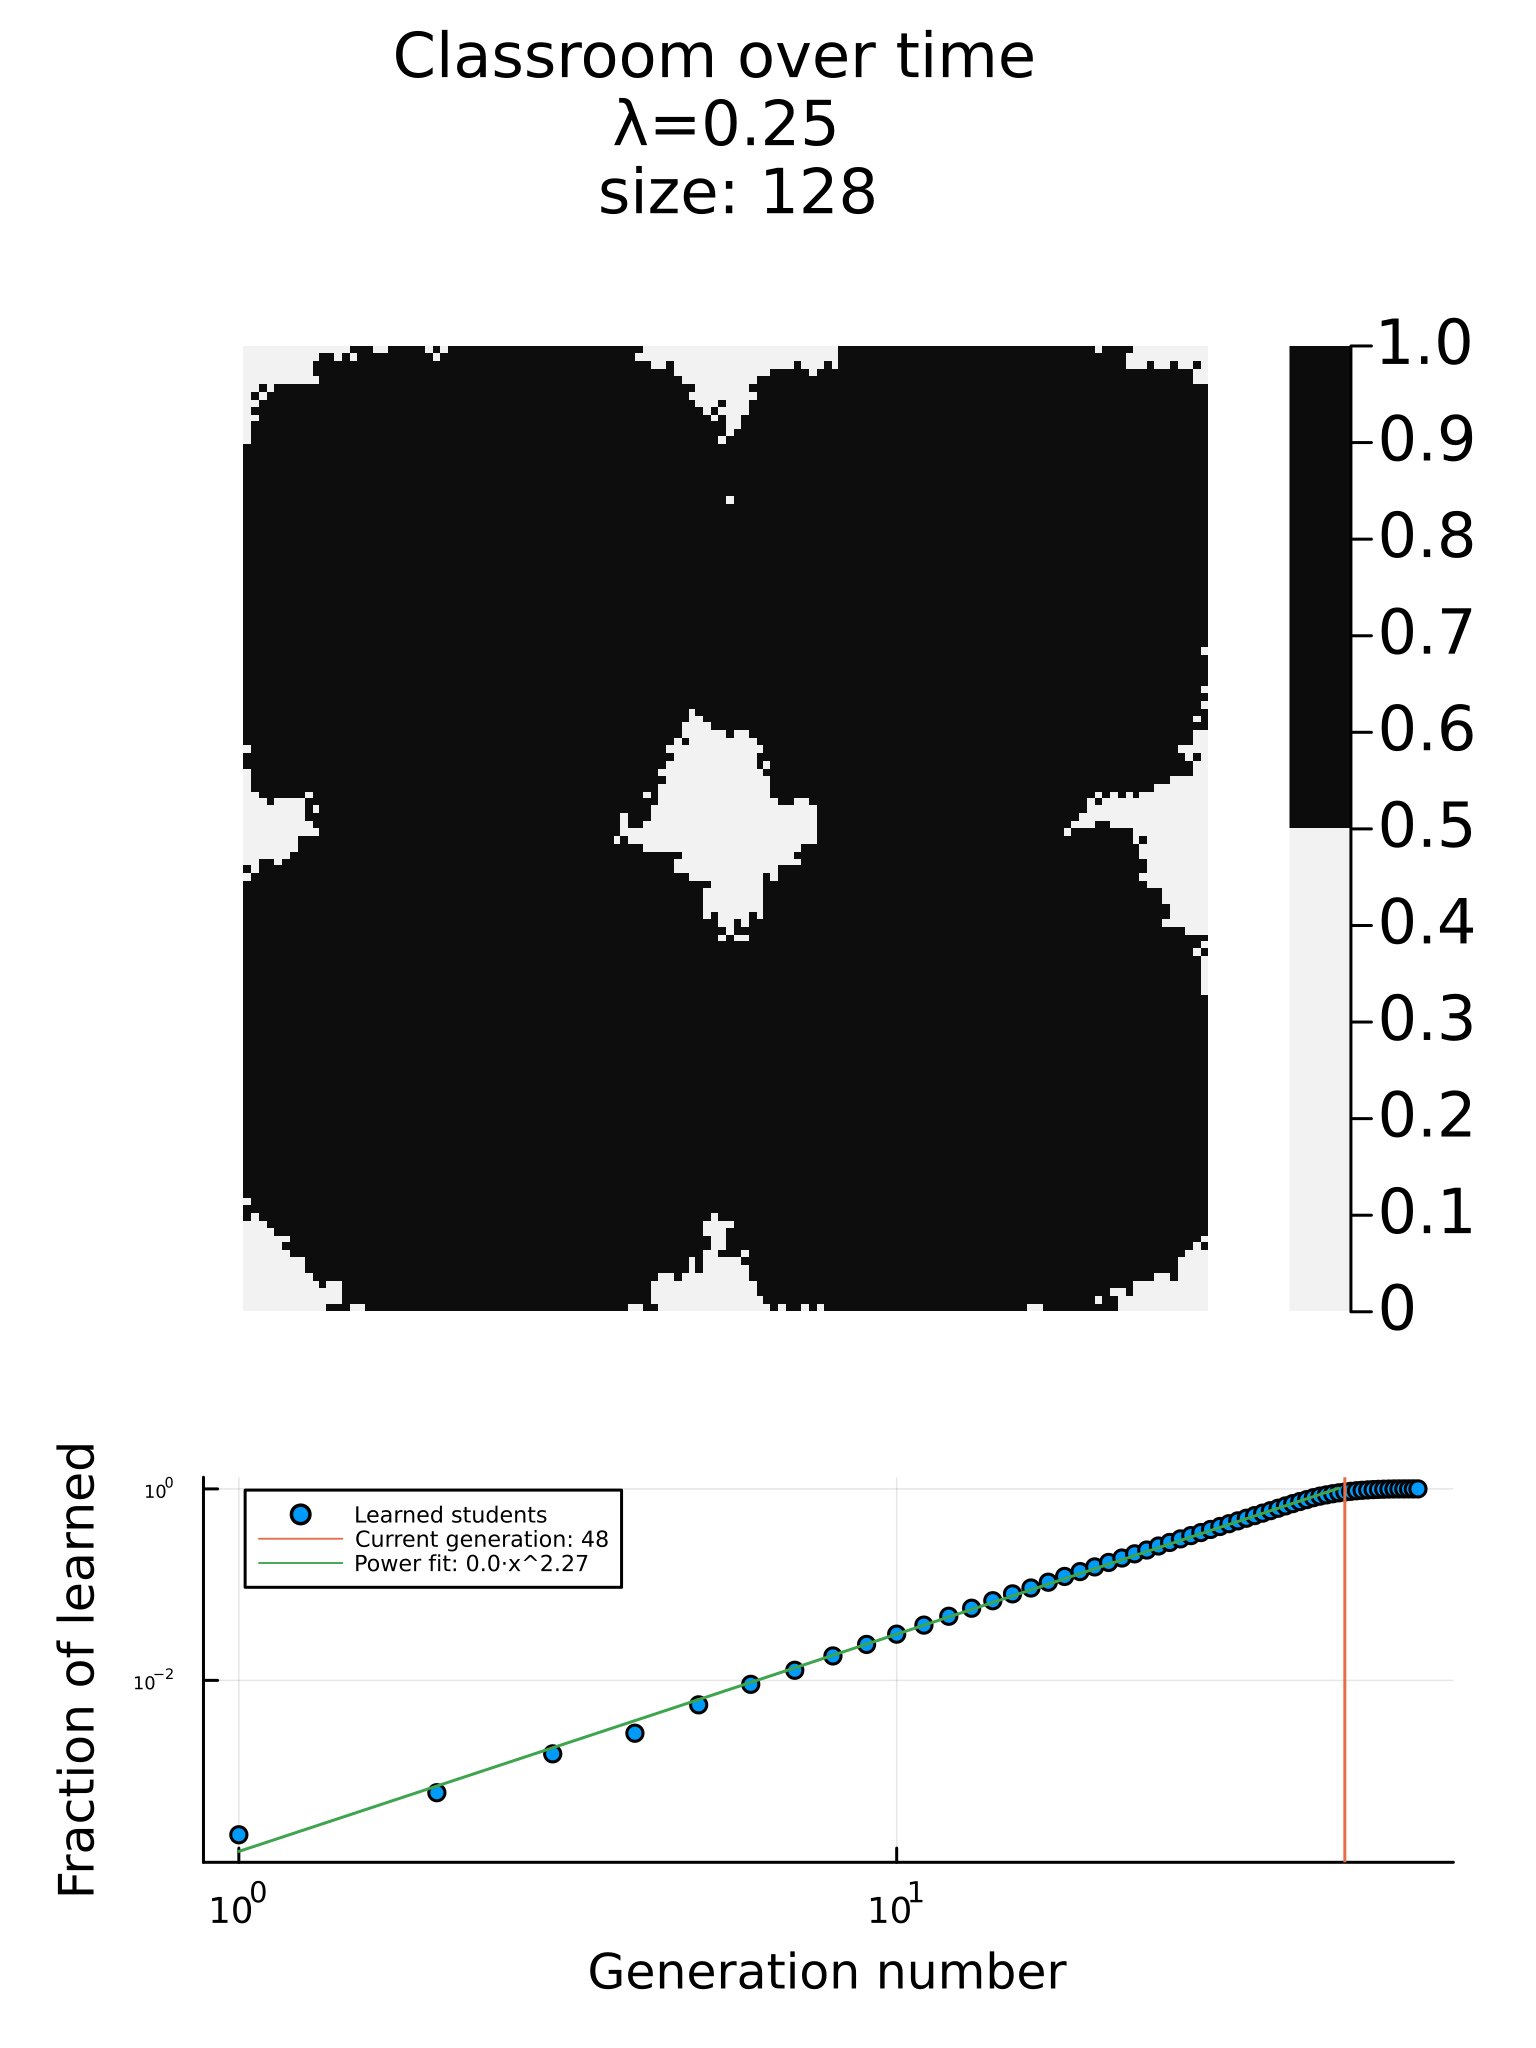 Classroom over time
λ=0.25
size: 128
1.0
0.9
0.8
0.7
0.6
0.5
0.4
0.3
0.2
0.1
0
Fraction of learned
10⁰
10⁻²
Learned students
Current generation: 48
Power fit: 0.0·x^2.27
10⁰ 10¹
Generation number